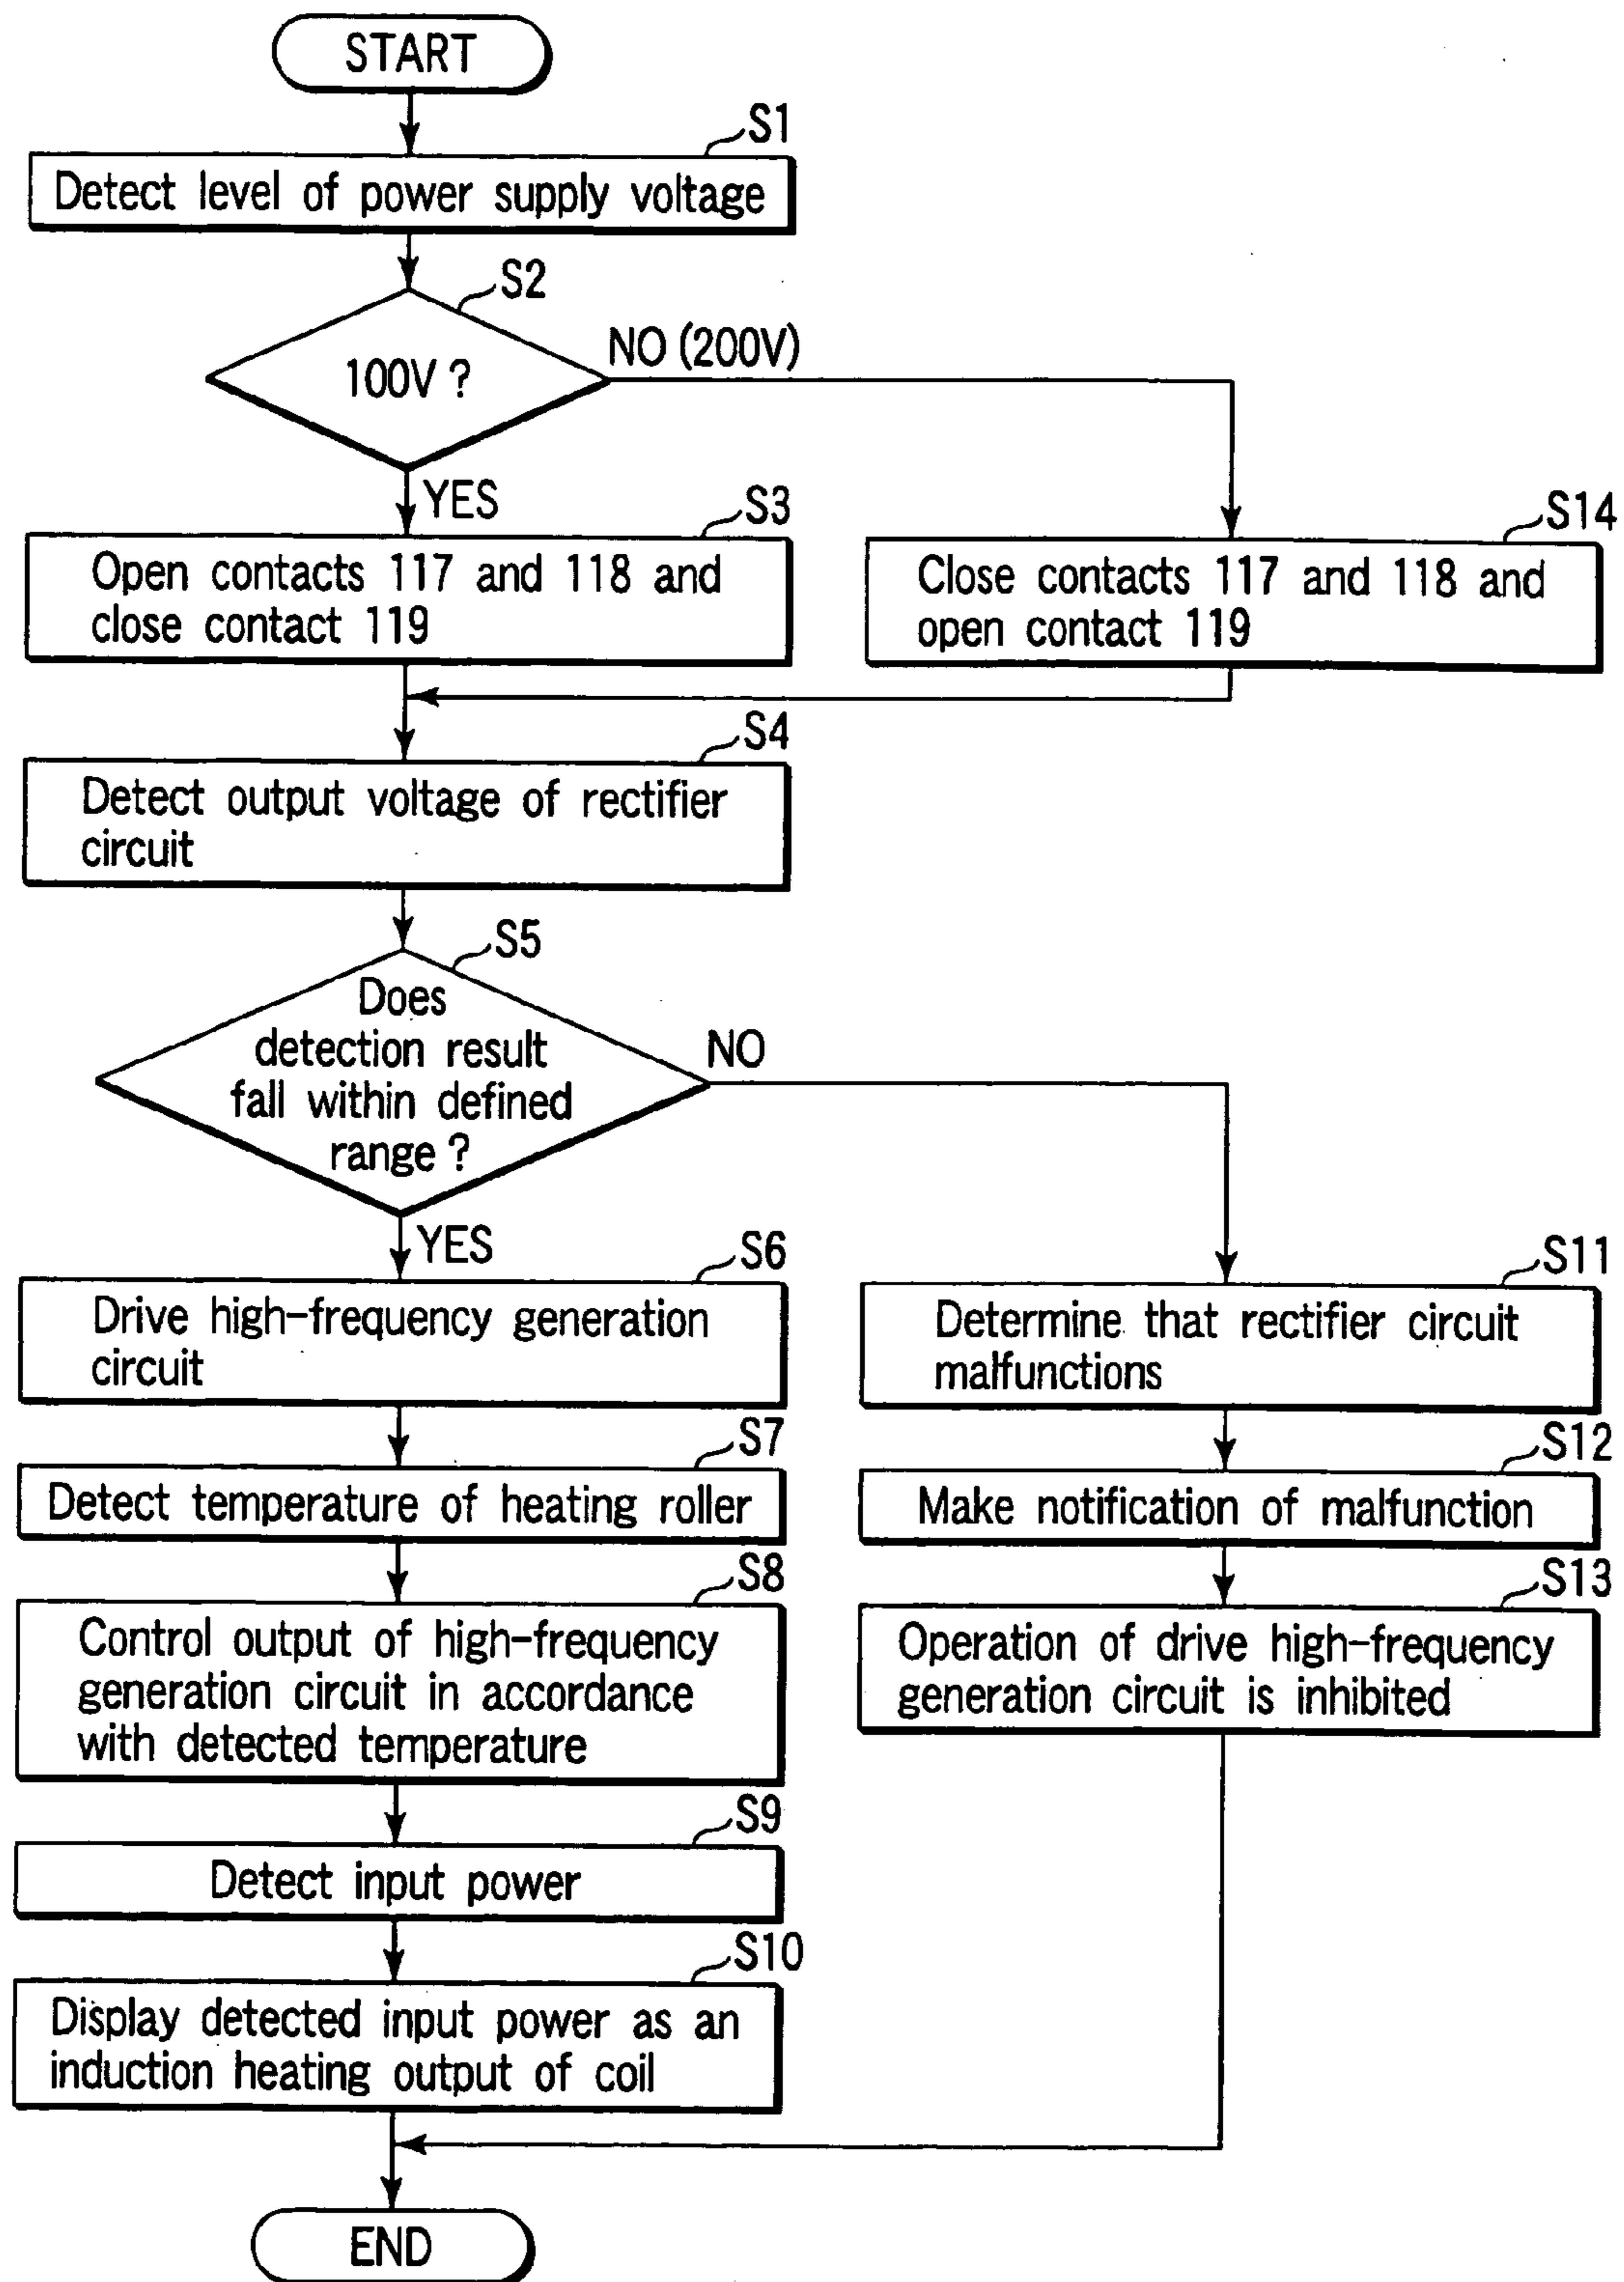 START
S1
Detect level of power supply voltage
S2
100V ?
NO (200V)
YES
S3
Open contacts 117 and 118 and
close contact 119
S14
Close contacts 117 and 118 and
open contact 119
S4
Detect output voltage of rectifier
circuit
S5
Does
detection result
fall within defined
range ?
NO
YES
S6
Drive high-frequency generation
circuit
S11
Determine that rectifier circuit
malfunctions
S7
Detect temperature of heating roller
S12
Make notification of malfunction
S8
Control output of high-frequency
generation circuit in accordance
with detected temperature
S13
Operation of drive high-frequency
generation circuit is inhibited
S9
Detect input power
S10
Display detected input power as an
induction heating output of coil
END